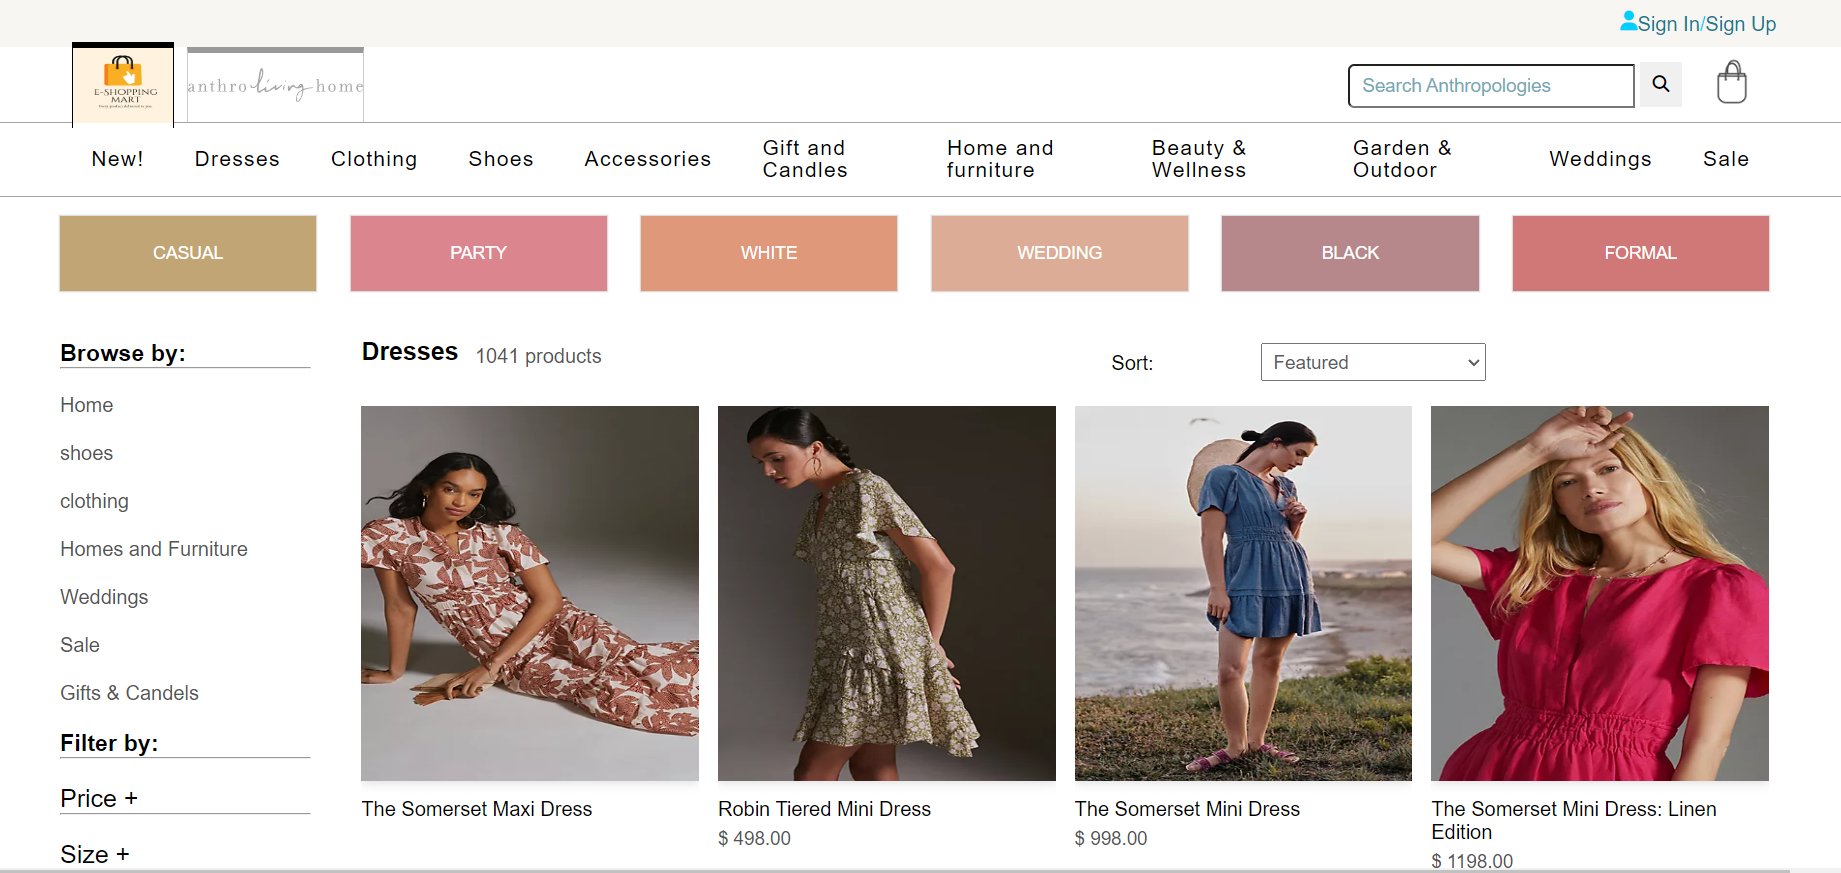 Sign In/Sign Up
E-SHOPPING
MART
anthro living home
Search Anthropologies
New!
Dresses
Clothing
Shoes
Accessories
Gift and
Candles
Home and
furniture
Beauty &
Wellness
Garden &
Outdoor
Weddings
Sale
CASUAL
PARTY
WHITE
WEDDING
BLACK
FORMAL
Browse by:
Home
shoes
clothing
Homes and Furniture
Weddings
Sale
Gifts & Candels
Filter by:
Price +
Size +
Dresses 1041 products
Sort:
Featured
The Somerset Maxi Dress
Robin Tiered Mini Dress
$ 498.00
The Somerset Mini Dress
$ 998.00
The Somerset Mini Dress: Linen
Edition
$ 1198.00